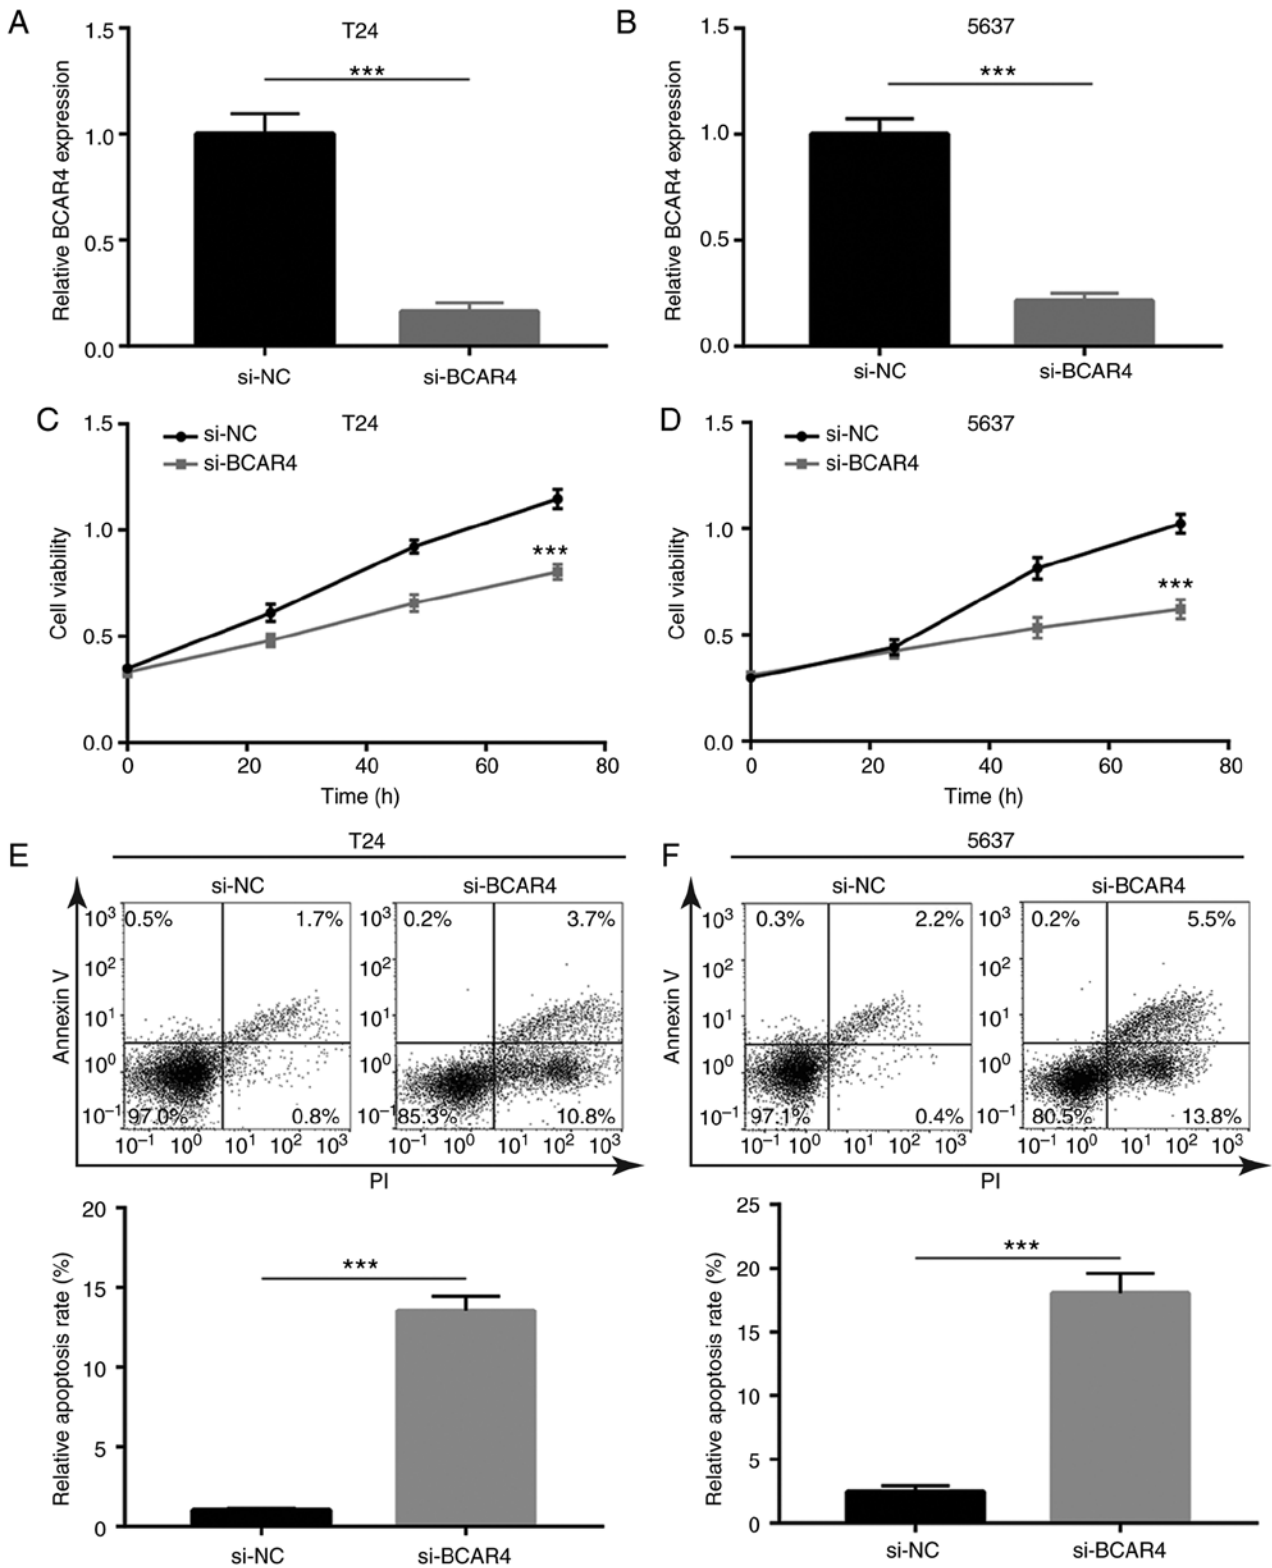 A
T24
***
Relative BCAR4 expression
1.5
1.0
0.5
0.0
si-NC
si-BCAR4
B
5637
***
Relative BCAR4 expression
1.5
1.0
0.5
0.0
si-NC
si-BCAR4
C
T24
si-NC
si-BCAR4
***
Cell viability
1.5
1.0
0.5
0.0
0 20 40 60 80
Time (h)
D
5637
si-NC
si-BCAR4
***
Cell viability
1.5
1.0
0.5
0.0
0 20 40 60 80
Time (h)
E
T24
si-NC
si-BCAR4
Annexin V
10³ 0.5% 1.7%
10²
10¹
10⁰
10⁻¹ 97.0% 0.8%
10⁻¹ 10⁰ 10¹ 10² 10³
10³ 0.2% 3.7%
10²
10¹
10⁰
10⁻¹ 85.3% 10.8%
10⁻¹ 10⁰ 10¹ 10² 10³
PI
20
15
10
5
0
Relative apoptosis rate (%)
***
si-NC
si-BCAR4
F
5637
si-NC
si-BCAR4
Annexin V
10³ 0.3% 2.2%
10²
10¹
10⁰
10⁻¹ 97.1% 0.4%
10⁻¹ 10⁰ 10¹ 10² 10³
10³ 0.2% 5.5%
10²
10¹
10⁰
10⁻¹ 80.5% 13.8%
10⁻¹ 10⁰ 10¹ 10² 10³
PI
25
20
15
10
5
0
Relative apoptosis rate (%)
***
si-NC
si-BCAR4